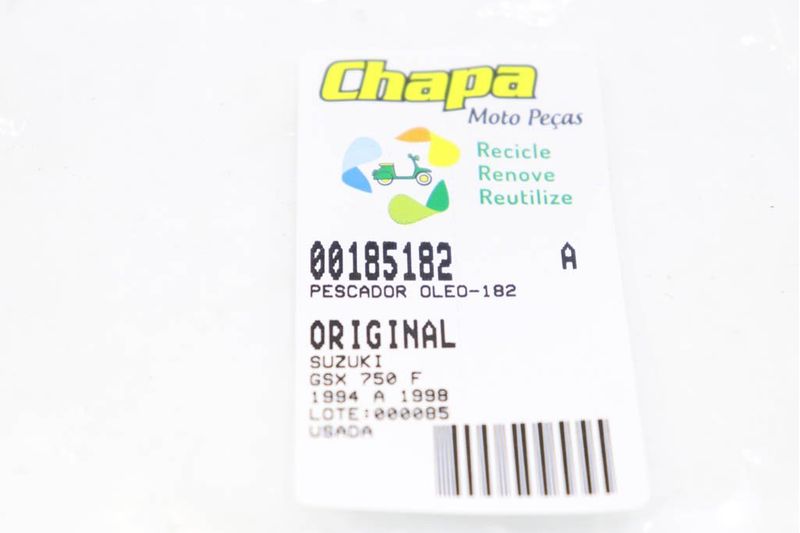 Chapa
Moto Peças
Recicle
Renove
Reutilize
00185182 A
PESCADOR OLEO-182
ORIGINAL
SUZUKI
GSX 750 F
1994 A 1998
LOTE:000085
USADA